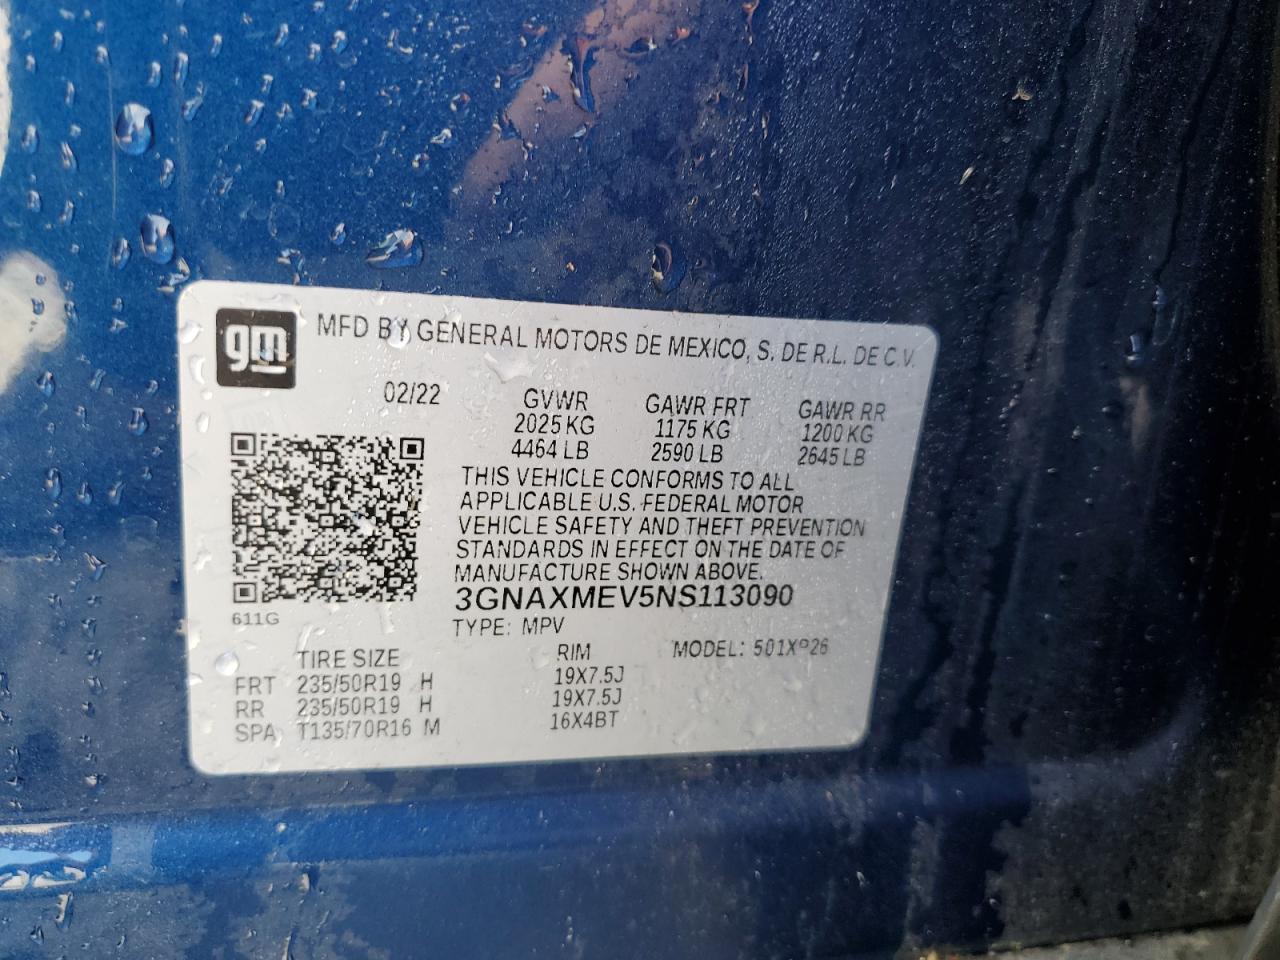 gm
MFD BY GENERAL MOTORS DE MEXICO, S. DE R.L. DE C.V.
02/22
GVWR GAWR FRT GAWR RR
2025 KG 1175 KG 1200 KG
4464 LB 2590 LB 2645 LB
THIS VEHICLE CONFORMS TO ALL
APPLICABLE U.S. FEDERAL MOTOR
VEHICLE SAFETY AND THEFT PREVENTION
STANDARDS IN EFFECT ON THE DATE OF
MANUFACTURE SHOWN ABOVE.
3GNAXMEV5NS113090
611G
TYPE: MPV
TIRE SIZE RIM MODEL:
FRT 235/50R19 H 19X7.5J
RR 235/50R19 H 19X7.5J
SPA T135/70R16 M 16X4BT